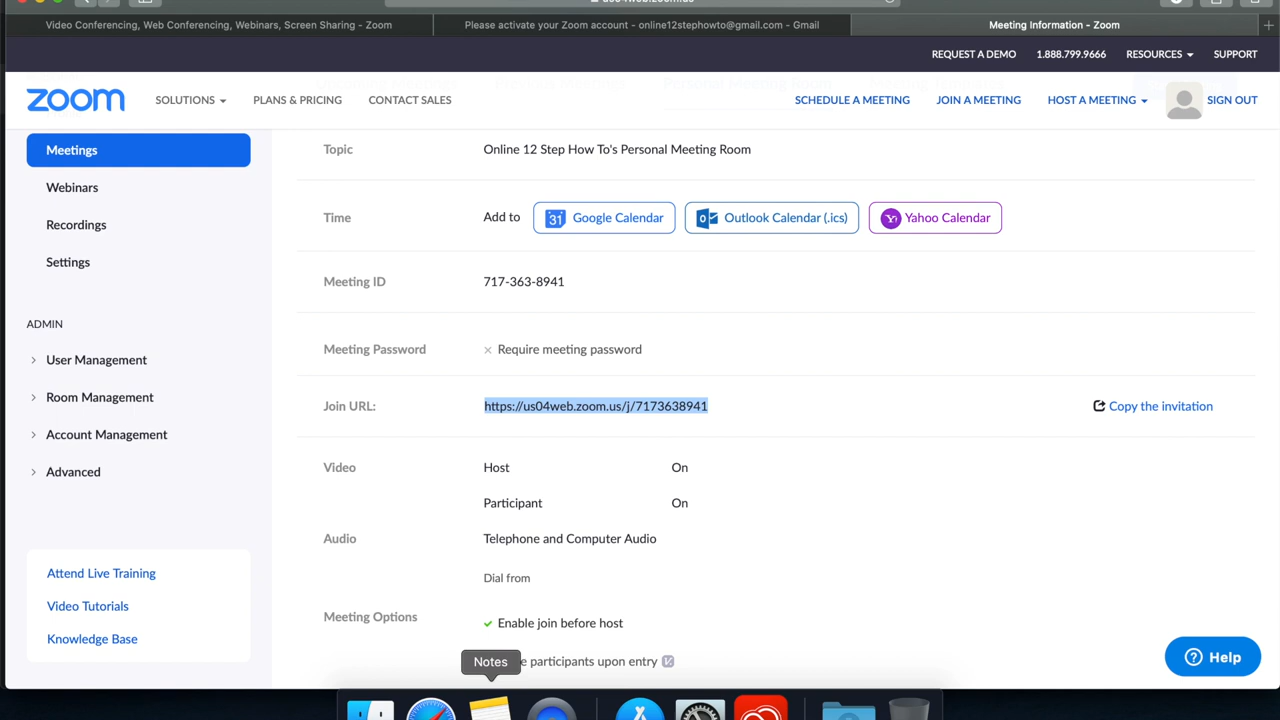 Video Conferencing, Web Conferencing, Webinars, Screen Sharing - Zoom
Please activate your Zoom account - online12stephowto@gmail.com - Gmail
Meeting Information - Zoom
REQUEST A DEMO 1.888.799.9666 RESOURCES SUPPORT
zoom SOLUTIONS PLANS & PRICING CONTACT SALES SCHEDULE A MEETING JOIN A MEETING HOST A MEETING SIGN OUT
Meetings
Webinars
Recordings
Settings
ADMIN
User Management
Room Management
Account Management
Advanced
Attend Live Training
Video Tutorials
Knowledge Base
Topic Online 12 Step How To's Personal Meeting Room
Time Add to 31 Google Calendar Outlook Calendar (.ics) Yahoo Calendar
Meeting ID 717-363-8941
Meeting Password Require meeting password
Join URL: https://us04web.zoom.us/j/7173638941 Copy the invitation
Video Host On
Participant On
Audio Telephone and Computer Audio
Dial from
Meeting Options Enable join before host
participants upon entry
Notes
Help